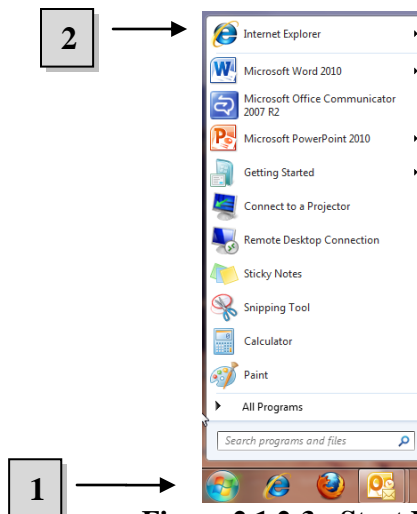 2
Internet Explorer
Microsoft Word 2010
Microsoft Office Communicator
2007 R2
Microsoft PowerPoint 2010
Getting Started
Connect to a Projector
Remote Desktop Connection
Sticky Notes
Snipping Tool
Calculator
Paint
All Programs
Search programs and files
1